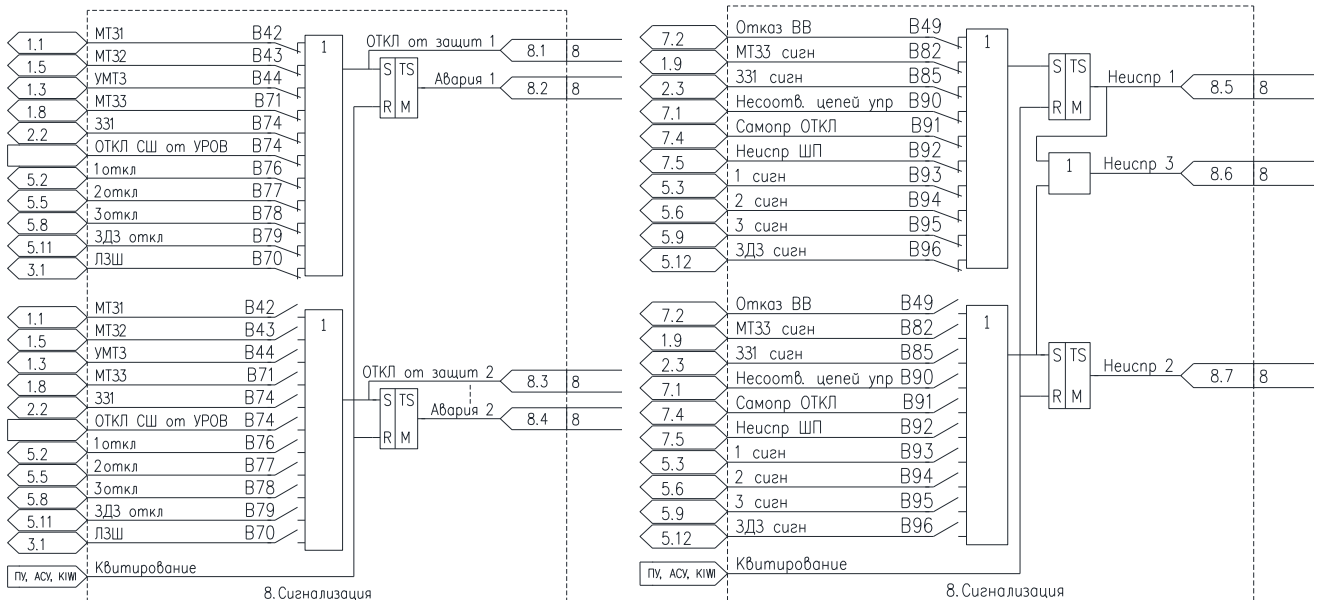 1.1 МТЗ1 В42
1.5 МТЗ2 В43
1.3 УМТЗ В44
1.8 МТЗ3 В71
2.2 ЗЗ1 В74
ОТКЛ СШ от УРОВ В74
5.2 1откл В76
5.5 2откл В77
5.8 3откл В78
5.11 ЗДЗ откл В79
3.1 ЛЗШ В70
1
ОТКЛ от защит 1 8.1 8
S TS
R M
Авария 1 8.2 8
1.1 МТЗ1 В42
1.5 МТЗ2 В43
1.3 УМТЗ В44
1.8 МТЗ3 В71
2.2 ЗЗ1 В74
ОТКЛ СШ от УРОВ В74
5.2 1откл В76
5.5 2откл В77
5.8 3откл В78
5.11 ЗДЗ откл В79
3.1 ЛЗШ В70
1
ОТКЛ от защит 2 8.3 8
S TS
R M
Авария 2 8.4 8
ПУ, АСУ, KIWI Квитирование
8.Сигнализация
7.2 Отказ ВВ В49
1.9 МТЗ3 сигн В82
2.3 ЗЗ1 сигн В85
7.1 Несоотв. цепей упр В90
7.4 Самопр ОТКЛ В91
7.5 Неиспр ШП В92
5.3 1 сигн В93
5.6 2 сигн В94
5.9 3 сигн В95
5.12 ЗДЗ сигн В96
1
S TS
R M
Неиспр 1 8.5 8
1
Неиспр 3 8.6 8
7.2 Отказ ВВ В49
1.9 МТЗ3 сигн В82
2.3 ЗЗ1 сигн В85
7.1 Несоотв. цепей упр В90
7.4 Самопр ОТКЛ В91
7.5 Неиспр ШП В92
5.3 1 сигн В93
5.6 2 сигн В94
5.9 3 сигн В95
5.12 ЗДЗ сигн В96
1
S TS
R M
Неиспр 2 8.7 8
ПУ, АСУ, KIWI Квитирование
8.Сигнализация